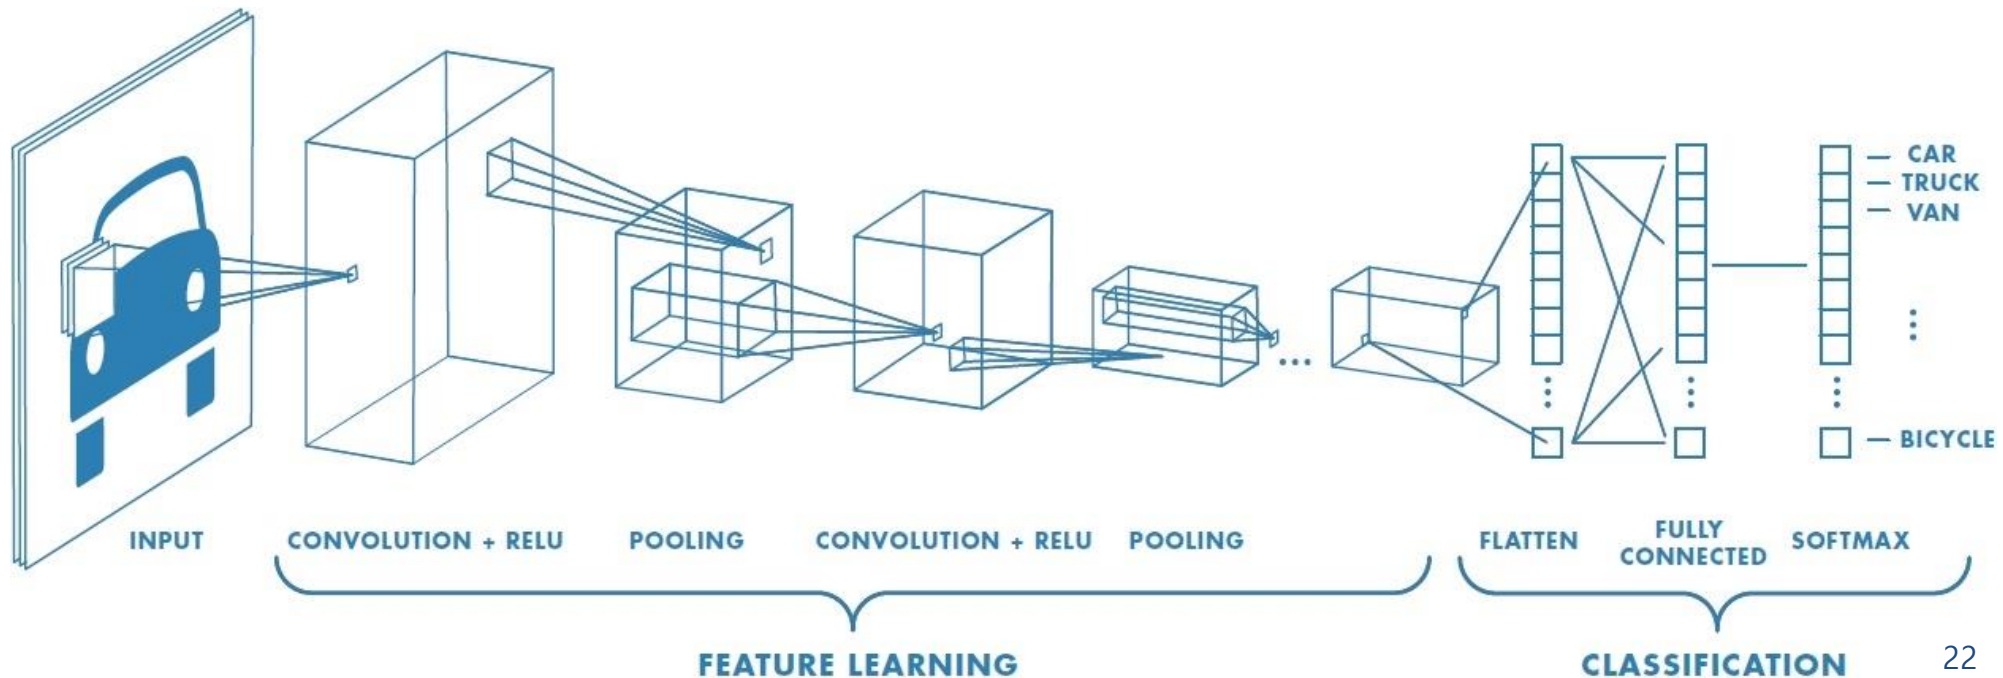 CAR
TRUCK
VAN
BICYCLE
INPUT
CONVOLUTION + RELU
POOLING
CONVOLUTION + RELU
POOLING
FLATTEN
FULLY
CONNECTED
SOFTMAX
FEATURE LEARNING
CLASSIFICATION
22